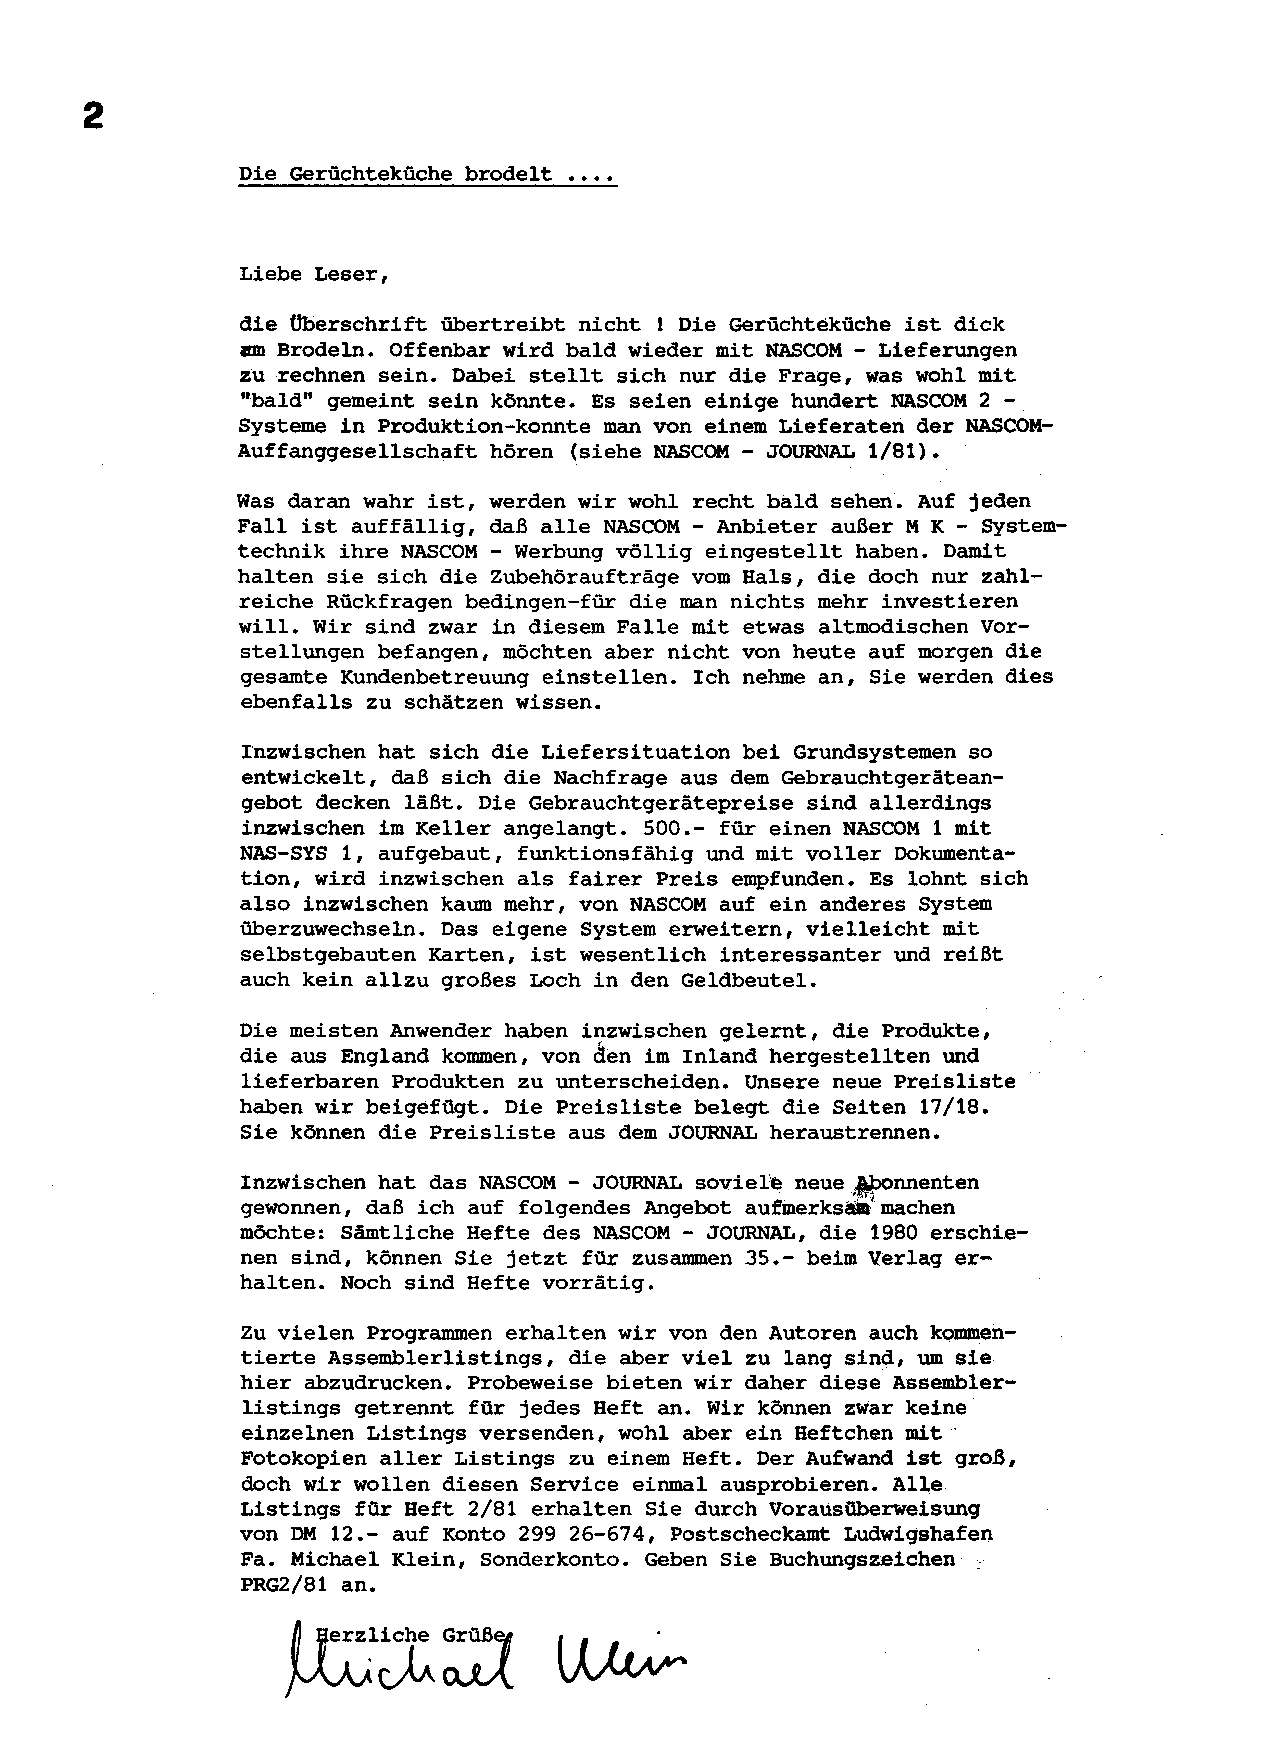 2
Die Gerüchteküche brodelt ....
Liebe Leser,
die Überschrift übertreibt nicht ! Die Gerüchteküche ist dick
am Brodeln. Offenbar wird bald wieder mit NASCOM - Lieferungen
zu rechnen sein. Dabei stellt sich nur die Frage, was wohl mit
"bald" gemeint sein könnte. Es seien einige hundert NASCOM 2 -
Systeme in Produktion-konnte man von einem Lieferaten der NASCOM-
Auffanggesellschaft hören (siehe NASCOM - JOURNAL 1/81).
Was daran wahr ist, werden wir wohl recht bald sehen. Auf jeden
Fall ist auffällig, daß alle NASCOM - Anbieter außer M K - System-
technik ihre NASCOM - Werbung völlig eingestellt haben. Damit
halten sie sich die Zubehöraufträge vom Hals, die doch nur zahl-
reiche Rückfragen bedingen-für die man nichts mehr investieren
will. Wir sind zwar in diesem Falle mit etwas altmodischen Vor-
stellungen befangen, möchten aber nicht von heute auf morgen die
gesamte Kundenbetreuung einstellen. Ich nehme an, Sie werden dies
ebenfalls zu schätzen wissen.
Inzwischen hat sich die Liefersituation bei Grundsystemen so
entwickelt, daß sich die Nachfrage aus dem Gebrauchtgerätean-
gebot decken läßt. Die Gebrauchtgerätepreise sind allerdings
inzwischen im Keller angelangt. 500.- für einen NASCOM 1 mit
NAS-SYS 1, aufgebaut, funktionsfähig und mit voller Dokumenta-
tion, wird inzwischen als fairer Preis empfunden. Es lohnt sich
also inzwischen kaum mehr, von NASCOM auf ein anderes System
überzuwechseln. Das eigene System erweitern, vielleicht mit
selbstgebauten Karten, ist wesentlich interessanter und reißt
auch kein allzu großes Loch in den Geldbeutel.
Die meisten Anwender haben inzwischen gelernt, die Produkte,
die aus England kommen, von den im Inland hergestellten und
lieferbaren Produkten zu unterscheiden. Unsere neue Preisliste
haben wir beigefügt. Die Preisliste belegt die Seiten 17/18.
Sie können die Preisliste aus dem JOURNAL heraustrennen.
Inzwischen hat das NASCOM - JOURNAL soviele neue Abonnenten
gewonnen, daß ich auf folgendes Angebot aufmerksam machen
möchte: Sämtliche Hefte des NASCOM - JOURNAL, die 1980 erschie-
nen sind, können Sie jetzt für zusammen 35.- beim Verlag er-
halten. Noch sind Hefte vorrätig.
Zu vielen Programmen erhalten wir von den Autoren auch kommen-
tierte Assemblerlistings, die aber viel zu lang sind, um sie
hier abzudrucken. Probeweise bieten wir daher diese Assembler-
listings getrennt für jedes Heft an. Wir können zwar keine
einzelnen Listings versenden, wohl aber ein Heftchen mit
Fotokopien aller Listings zu einem Heft. Der Aufwand ist groß,
doch wir wollen diesen Service einmal ausprobieren. Alle
Listings für Heft 2/81 erhalten Sie durch Vorausüberweisung
von DM 12.- auf Konto 299 26-674, Postscheckamt Ludwigshafen
Fa. Michael Klein, Sonderkonto. Geben Sie Buchungszeichen
PRG2/81 an.
Herzliche Grüße
Michael Klein